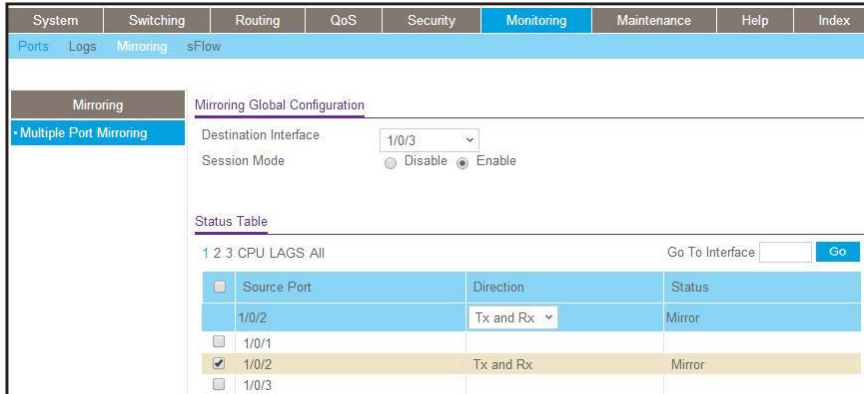 System Switching Routing QoS Security Monitoring Maintenance Help Index
Ports Logs Mirroring sFlow
Mirroring
• Multiple Port Mirroring
Mirroring Global Configuration
Destination Interface 1/0/3
Session Mode Disable Enable
Status Table
1 2 3 CPU LAGS All Go To Interface Go
Source Port Direction Status
1/0/2 Tx and Rx Mirror
1/0/1
1/0/2 Tx and Rx Mirror
1/0/3